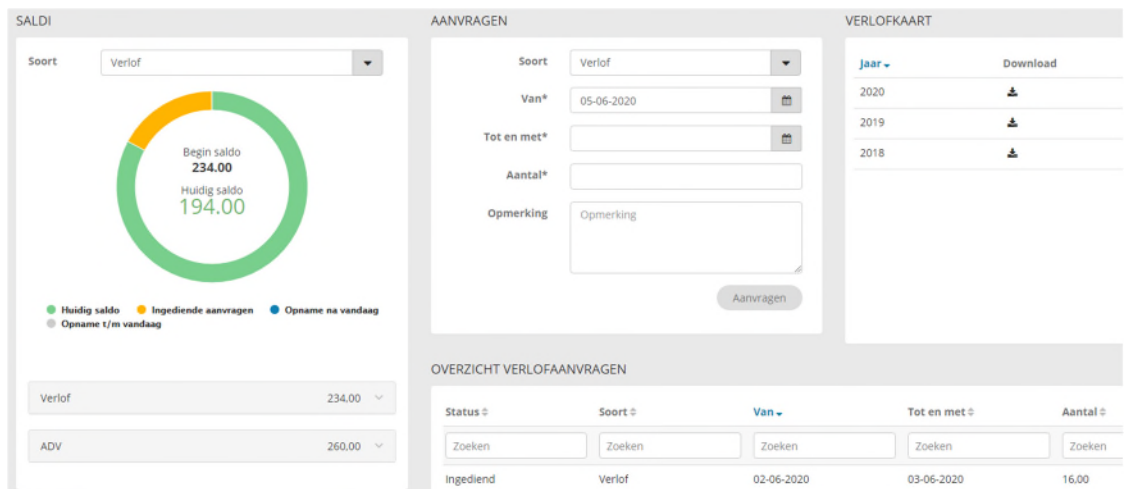 SALDI
Soort Verlof
Begin saldo
234.00
Huidig saldo
194.00
Huidig saldo Ingediende aanvragen Opname na vandaag
Opname t/m vandaag
Verlof 234,00
ADV 260,00
AANVRAGEN
Soort Verlof
Van* 05-06-2020
Tot en met*
Aantal*
Opmerking Opmerking
Aanvragen
VERLOFKAART
Jaar Download
2020
2019
2018
OVERZICHT VERLOFAANVRAGEN
Status Soort Van Tot en met Aantal
Zoeken Zoeken Zoeken Zoeken Zoeken
Ingediend Verlof 02-06-2020 03-06-2020 16,00